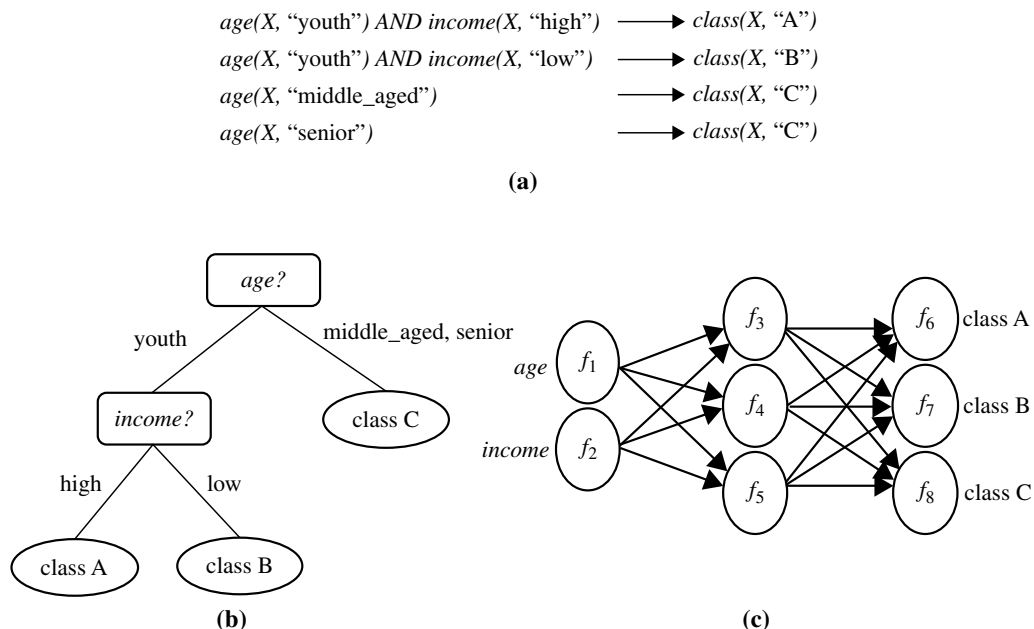 age(X, “youth”) AND income(X, “high”) class(X, “A”)
age(X, “youth”) AND income(X, “low”) class(X, “B”)
age(X, “middle_aged”) class(X, “C”)
age(X, “senior”) class(X, “C”)
(a)
age?
youth
middle_aged, senior
income?
class C
high
low
class A
class B
(b)
age
income
f1
f2
f3
f4
f5
f6
f7
f8
class A
class B
class C
(c)